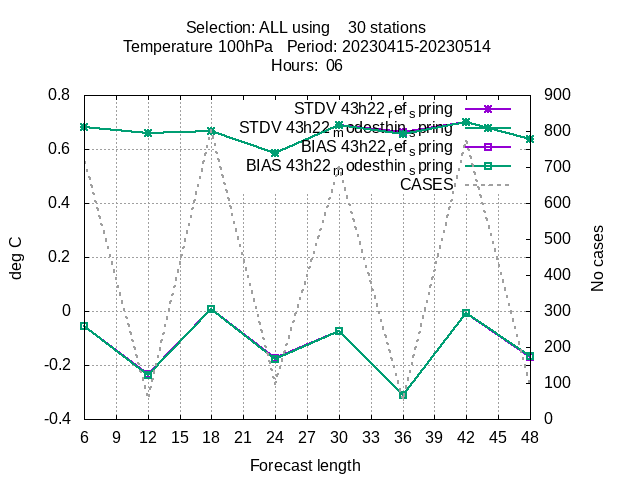 Selection: ALL using 30 stations
Temperature 100hPa Period: 20230415-20230514
Hours: 06
0.8
0.6
0.4
0.2
0
-0.2
-0.4
900
800
700
600
500
400
300
200
100
0
deg C
No cases
STDV 43h22_ref_spring
STDV 43h22_modesthin_spring
BIAS 43h22_ref_spring
BIAS 43h22_modesthin_spring
CASES
6 9 12 15 18 21 24 27 30 33 36 39 42 45 48
Forecast length